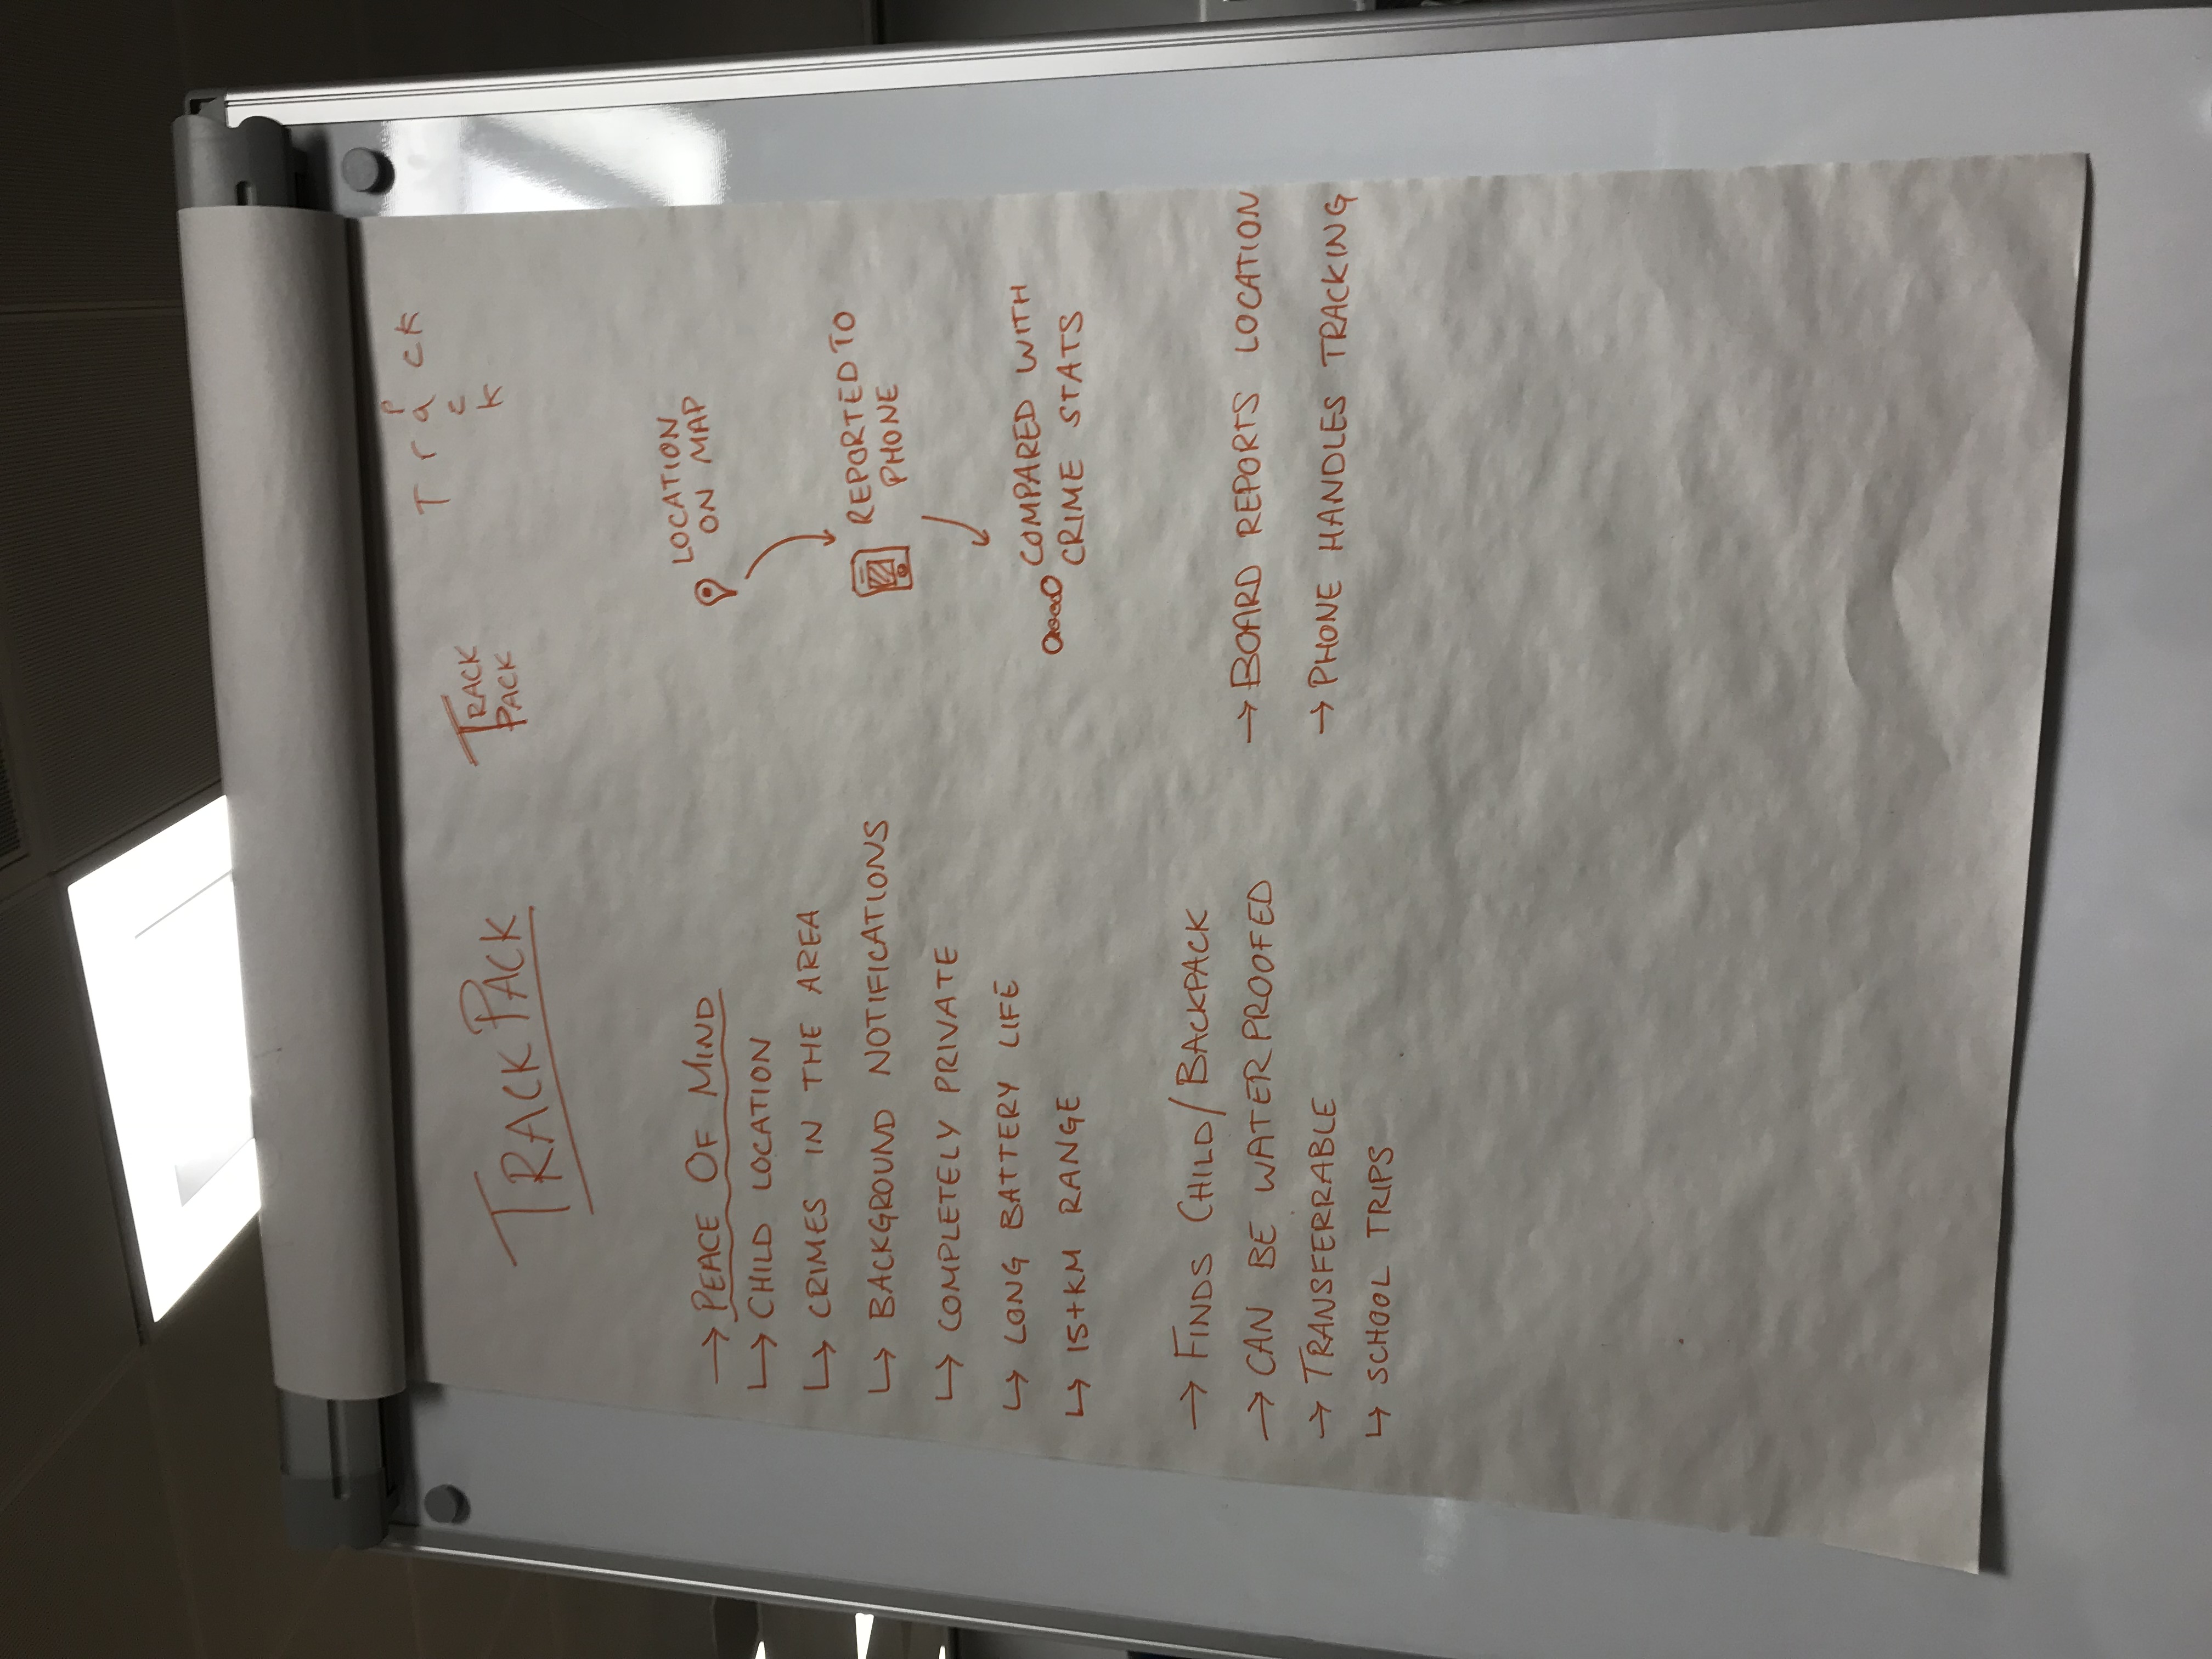 TRACK PACK
TRACK
PACK
P
Track
c
k
→ PEACE OF MIND
↳ CHILD LOCATION
↳ CRIMES IN THE AREA
↳ BACKGROUND NOTIFICATIONS
↳ COMPLETELY PRIVATE
↳ LONG BATTERY LIFE
↳ 15+KM RANGE
→ FINDS CHILD/BACKPACK
→ CAN BE WATERPROOFED
→ TRANSFERRABLE
↳ SCHOOL TRIPS
LOCATION
ON MAP
REPORTED TO
PHONE
COMPARED WITH
CRIME STATS
→ BOARD REPORTS LOCATION
→ PHONE HANDLES TRACKING